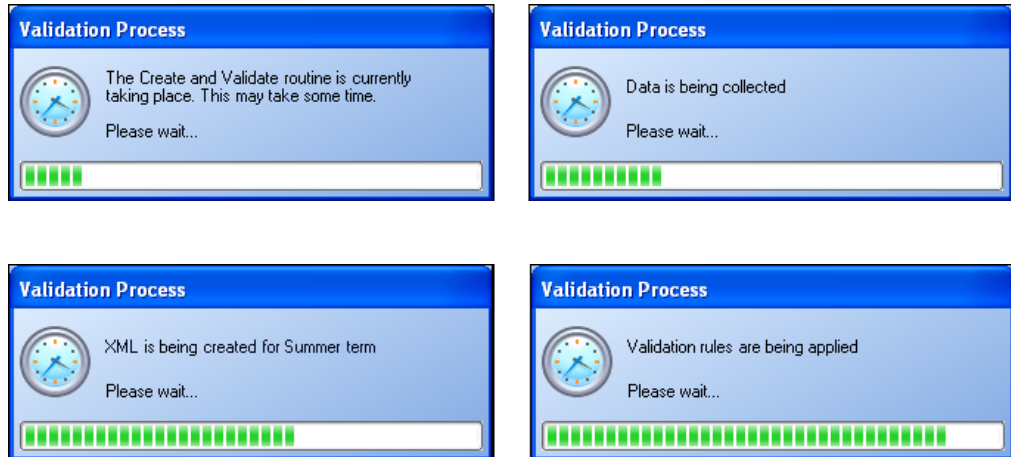 Validation Process
The Create and Validate routine is currently
taking place. This may take some time.
Please wait...
Validation Process
Data is being collected
Please wait...
Validation Process
XML is being created for Summer term
Please wait...
Validation Process
Validation rules are being applied
Please wait...